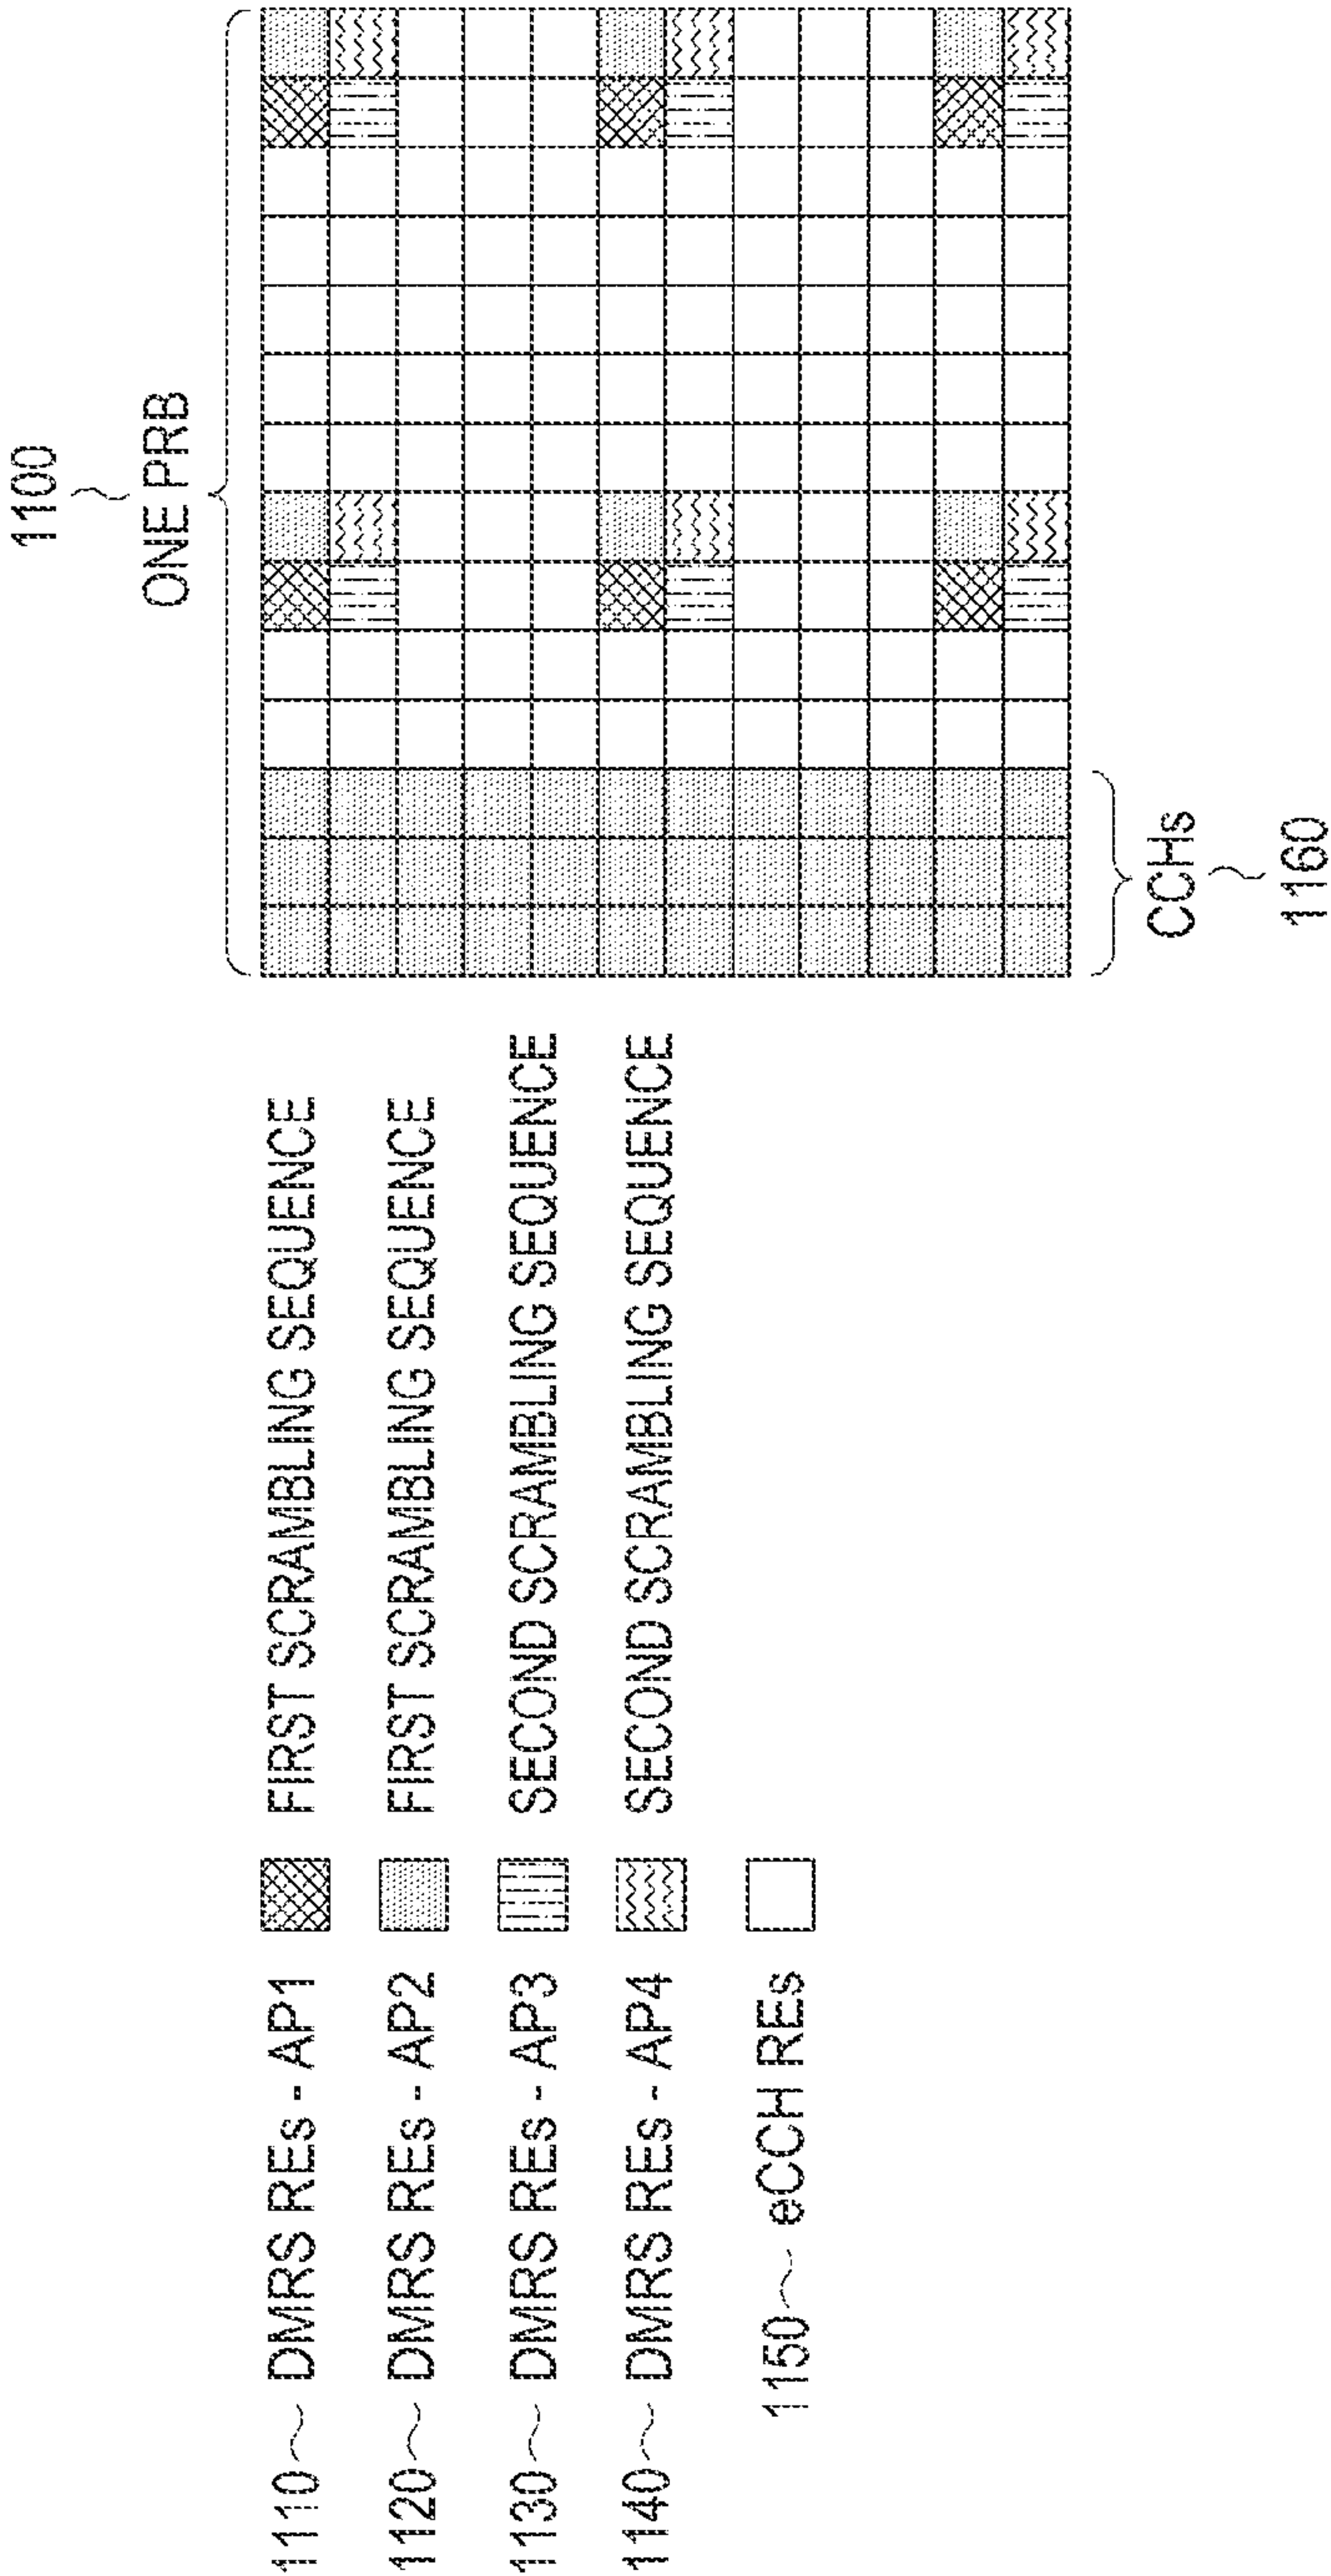 1110 DMRS REs - AP1 FIRST SCRAMBLING SEQUENCE
1120 DMRS REs - AP2 FIRST SCRAMBLING SEQUENCE
1130 DMRS REs - AP3 SECOND SCRAMBLING SEQUENCE
1140 DMRS REs - AP4 SECOND SCRAMBLING SEQUENCE
1150 eCCH REs
1100
ONE PRB
CCHs
1160